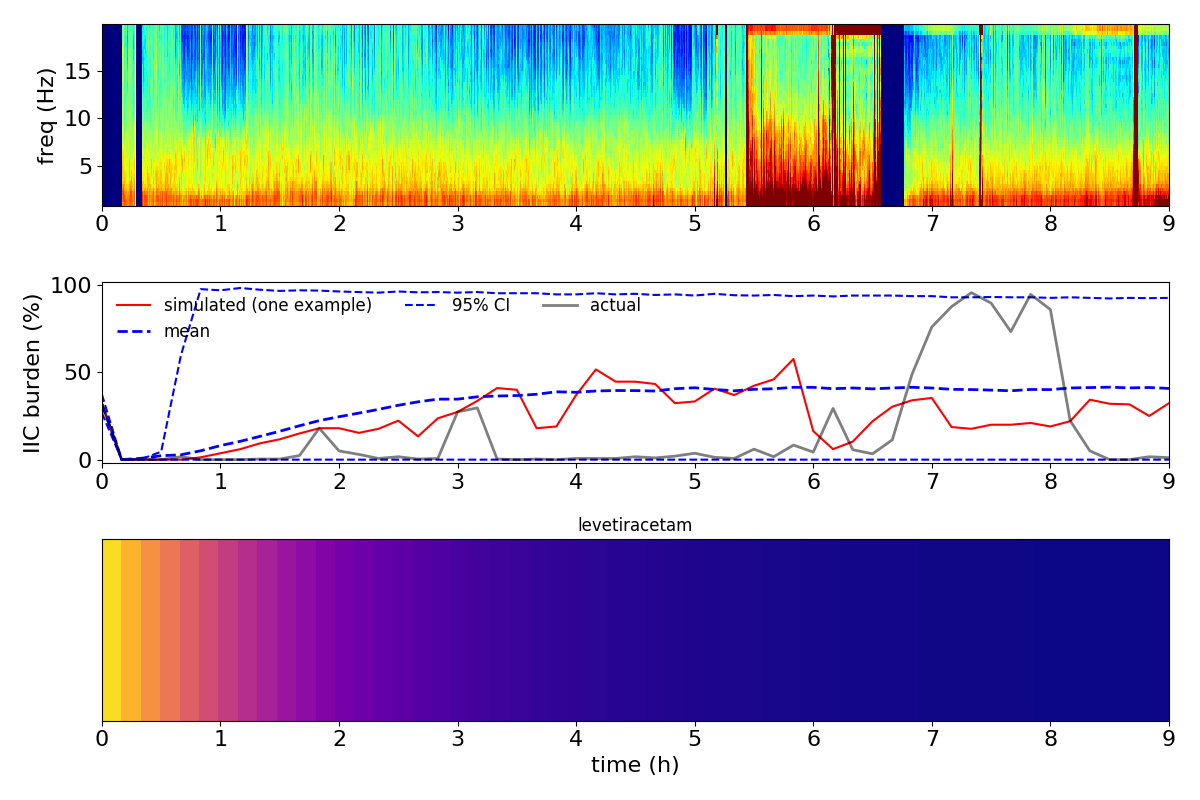 freq (Hz)
15
10
5
0 1 2 3 4 5 6 7 8 9
IIC burden (%)
100
50
0
simulated (one example) 95% CI actual
mean
0 1 2 3 4 5 6 7 8 9
levetiracetam
0 1 2 3 4 5 6 7 8 9
time (h)